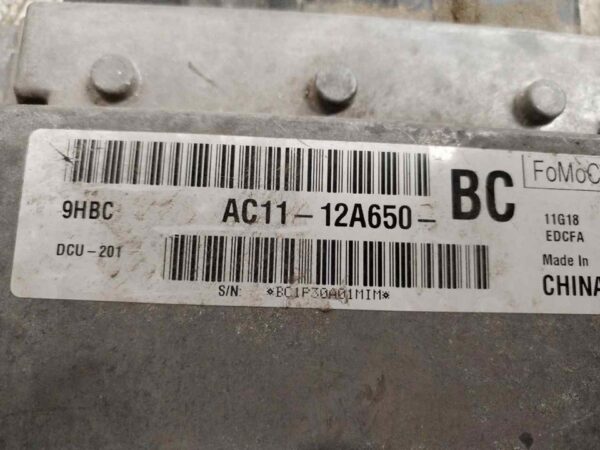 FoMoC
9HBC AC11-12A650- BC
11G18
EDCFA
DCU-201
Made In
CHINA
S/N: *BC1P30A01MIM*